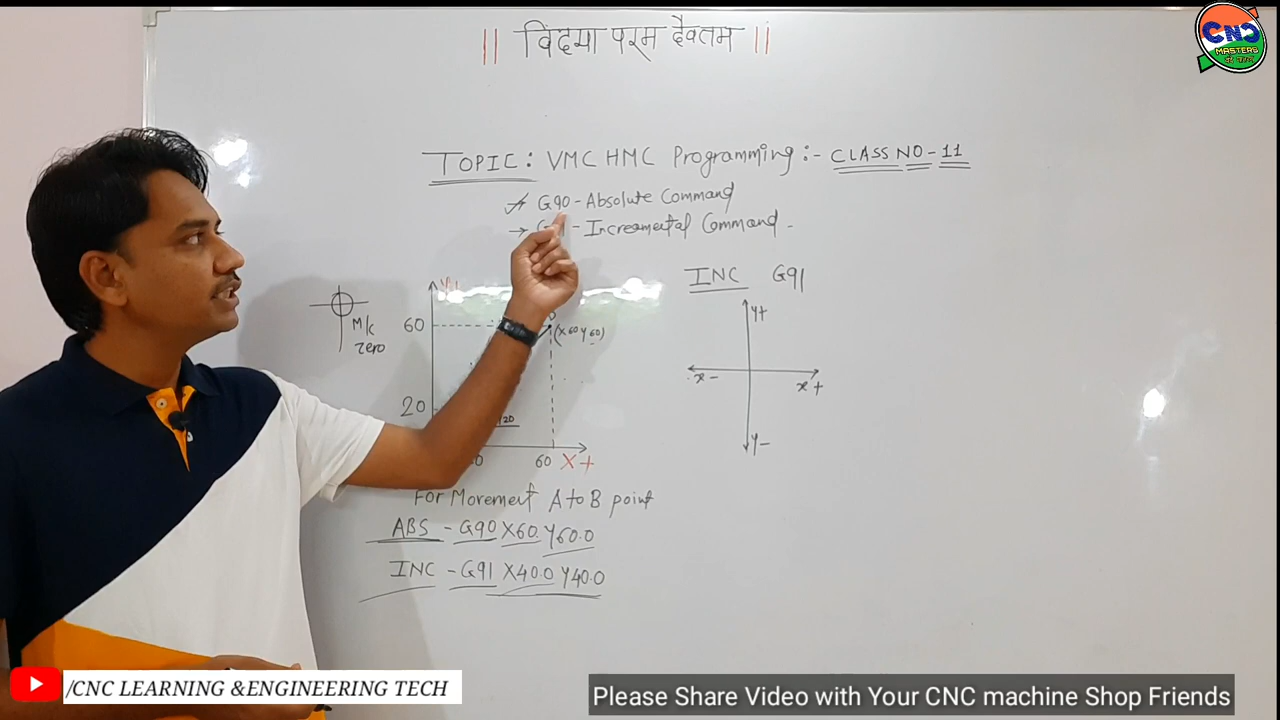 || विदया परम दैवतम ||
CNC
MASTERS
TOPIC: VMC HMC Programming :- CLASS NO - 11
G90 - Absolute Command
→ - Increamental Command -
INC G91
Y+
60
(X60 Y60)
M/c
zero
20
60 X+
Y+
X-
X+
Y-
For Movement A to B point
ABS - G90 X60. Y60.0
INC - G91 X40.0 Y40.0
/CNC LEARNING &ENGINEERING TECH
Please Share Video with Your CNC machine Shop Friends